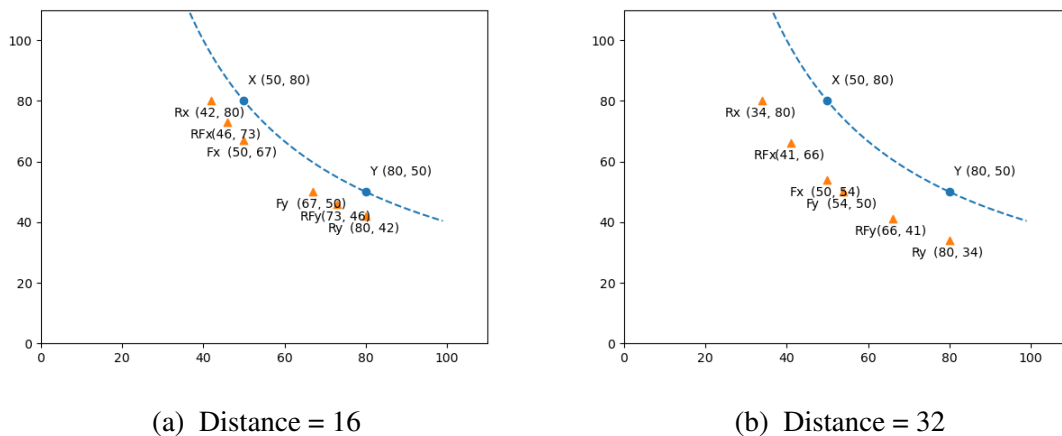 100
80
60
40
20
0
0 20 40 60 80 100
X (50, 80)
Rx (42, 80)
RFx(46, 73)
Fx (50, 67)
Y (80, 50)
Fy (67, 50)
RFy(73, 46)
Ry (80, 42)
(a) Distance = 16
100
80
60
40
20
0
0 20 40 60 80 100
X (50, 80)
Rx (34, 80)
RFx(41, 66)
Y (80, 50)
Fx (50, 54)
Fy (54, 50)
RFy(66, 41)
Ry (80, 34)
(b) Distance = 32